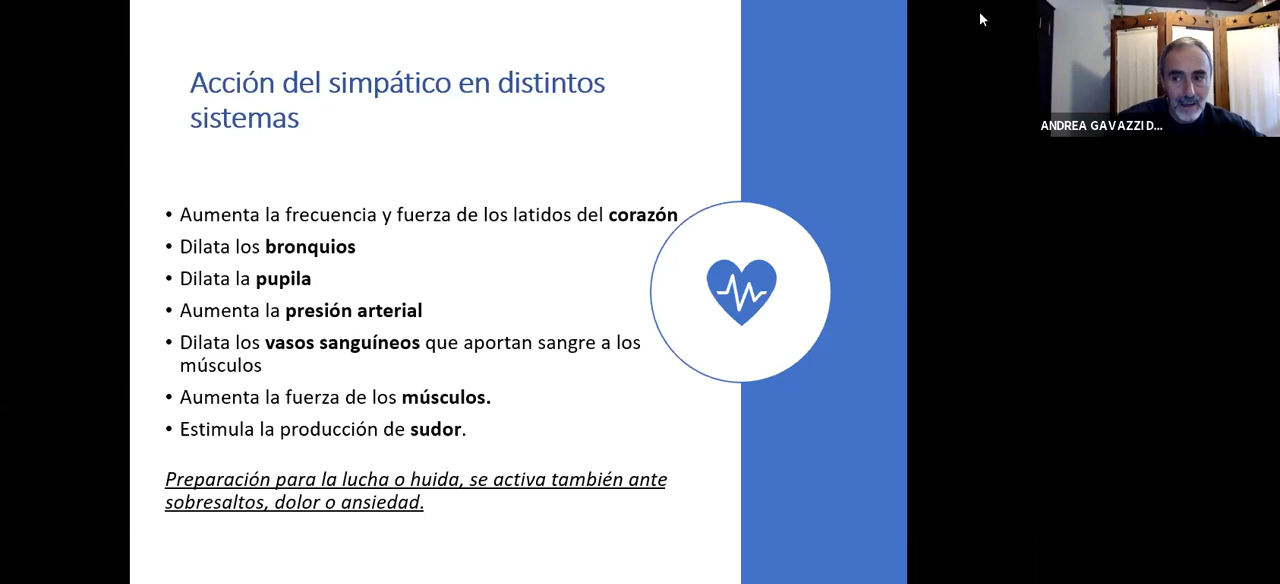 Acción del simpático en distintos
sistemas
• Aumenta la frecuencia y fuerza de los latidos del corazón
• Dilata los bronquios
• Dilata la pupila
• Aumenta la presión arterial
• Dilata los vasos sanguíneos que aportan sangre a los
músculos
• Aumenta la fuerza de los músculos.
• Estimula la producción de sudor.
Preparación para la lucha o huida, se activa también ante
sobresaltos, dolor o ansiedad.
ANDREA GAVAZZI D...